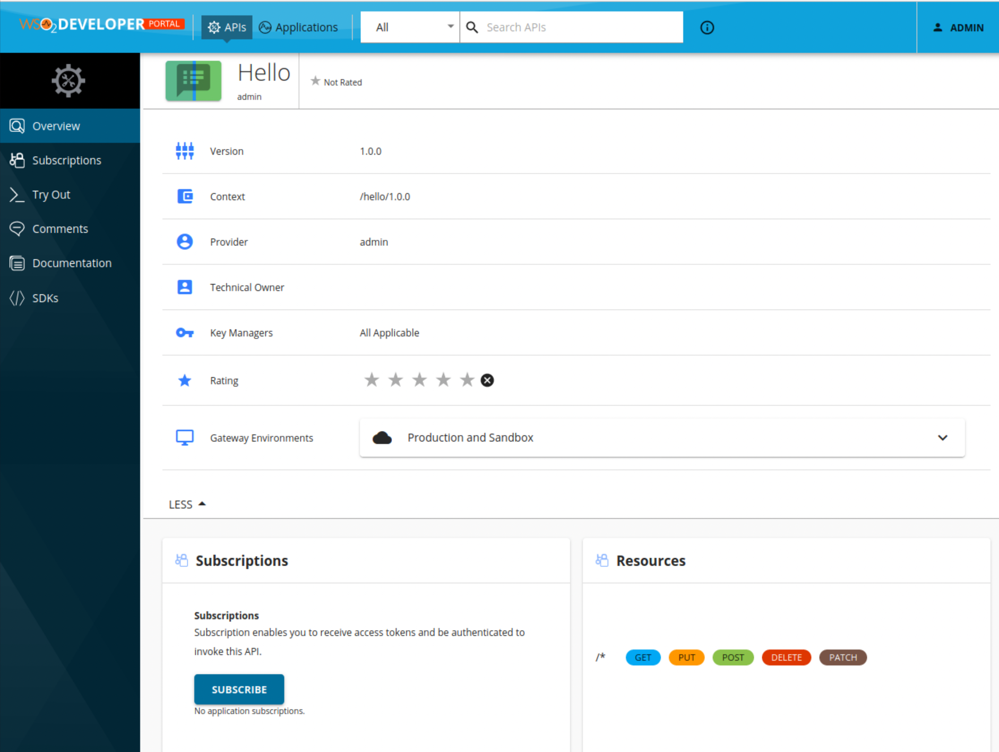 WSO2 DEVELOPER PORTAL APIs Applications All Search APIs ADMIN
Hello
admin
Not Rated
Overview
Subscriptions
Try Out
Comments
Documentation
SDKs
Version 1.0.0
Context /hello/1.0.0
Provider admin
Technical Owner
Key Managers All Applicable
Rating
Gateway Environments Production and Sandbox
LESS
Subscriptions
Subscriptions
Subscription enables you to receive access tokens and be authenticated to
invoke this API.
SUBSCRIBE
No application subscriptions.
Resources
/* GET PUT POST DELETE PATCH